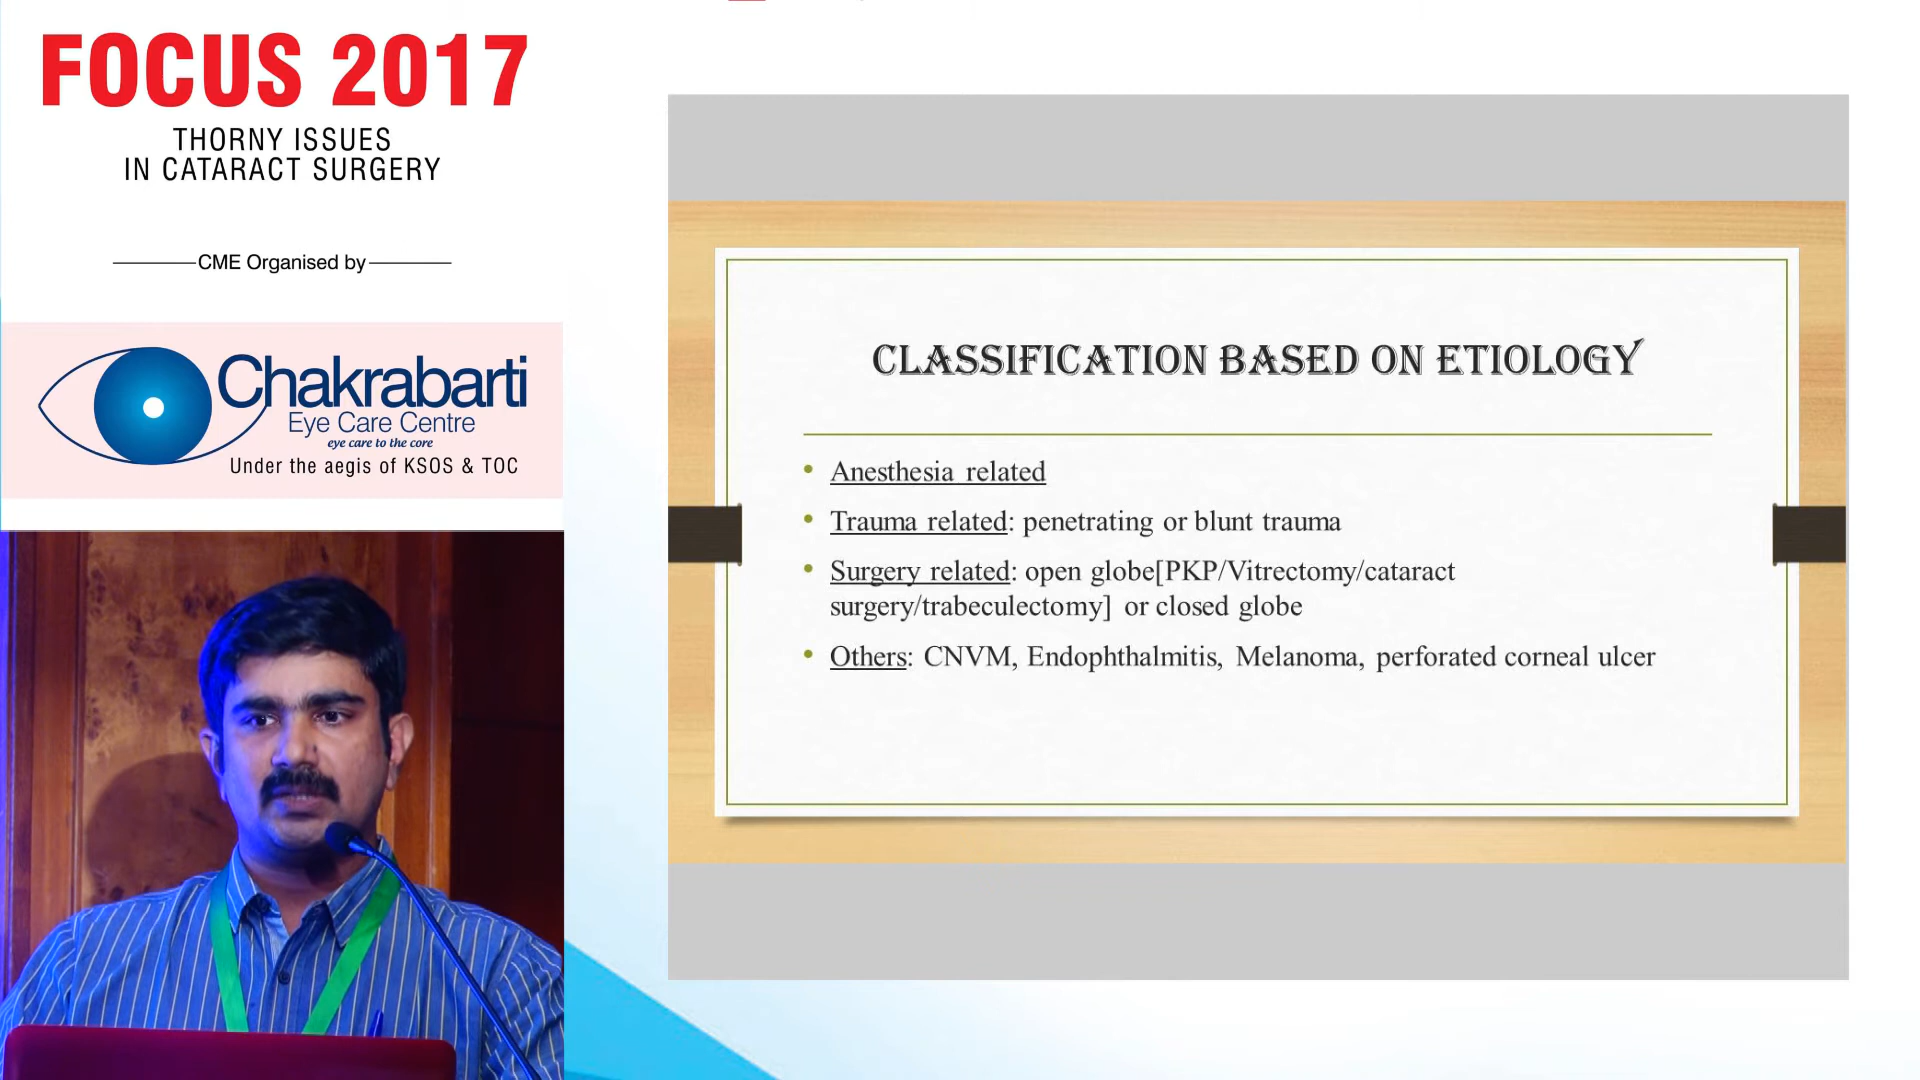 FOCUS 2017
THORNY ISSUES
IN CATARACT SURGERY
CME Organised by
Chakrabarti
Eye Care Centre
eye care to the core
Under the aegis of KSOS & TOC
CLASSIFICATION BASED ON ETIOLOGY
• Anesthesia related
• Trauma related: penetrating or blunt trauma
• Surgery related: open globe[PKP/Vitrectomy/cataract
surgery/trabeculectomy] or closed globe
• Others: CNVM, Endophthalmitis, Melanoma, perforated corneal ulcer